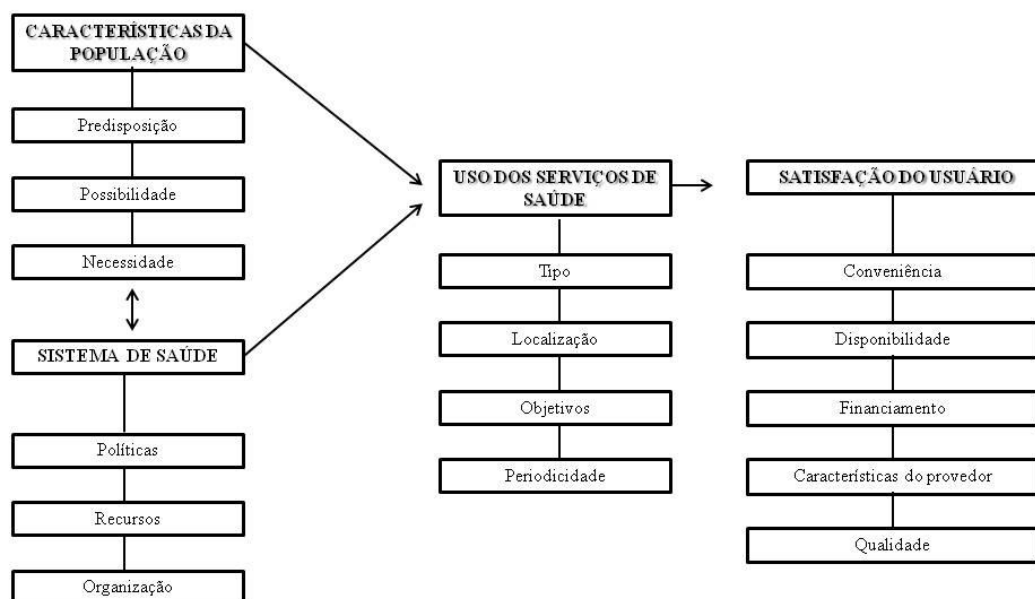 CARACTERÍSTICAS DA
POPULAÇÃO
Predisposição
Possibilidade
Necessidade
SISTEMA DE SAÚDE
Políticas
Recursos
Organização
USO DOS SERVIÇOS DE
SAÚDE
Tipo
Localização
Objetivos
Periodicidade
SATISFAÇÃO DO USUÁRIO
Conveniência
Disponibilidade
Financiamento
Características do provedor
Qualidade